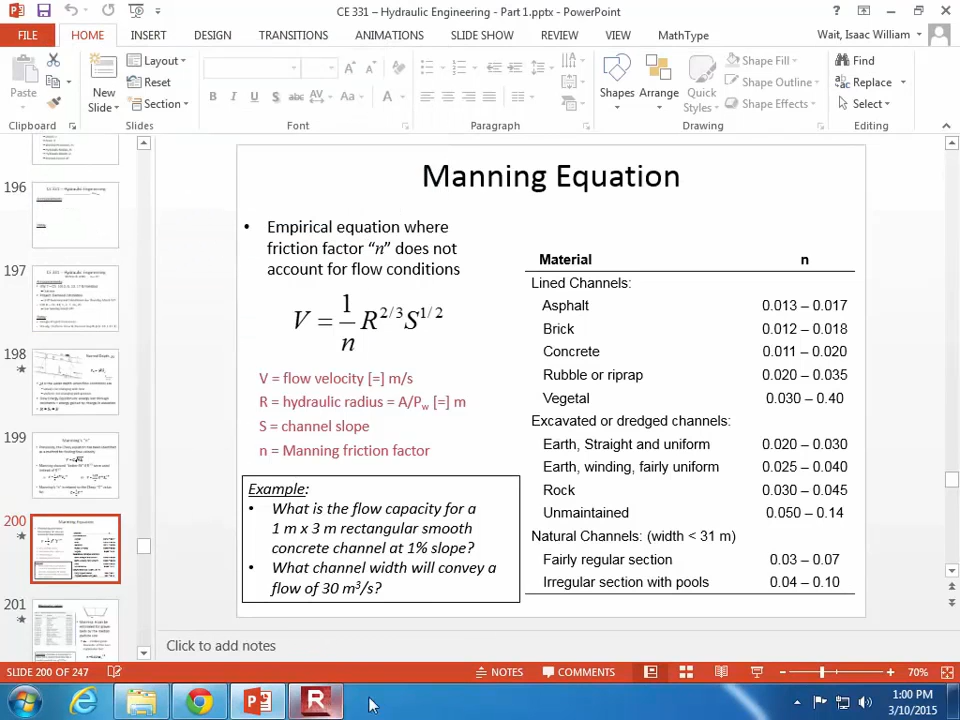 CE 331 – Hydraulic Engineering - Part 1.pptx - PowerPoint
FILE HOME INSERT DESIGN TRANSITIONS ANIMATIONS SLIDE SHOW REVIEW VIEW MathType Wait, Isaac William
Paste
New
Slide
Layout
Reset
Section
B I U S abc AV Aa A
Shapes Arrange Quick
Styles
Shape Fill
Shape Outline
Shape Effects
Find
Replace
Select
Clipboard Slides Font Paragraph Drawing Editing
196
197
198
199
200
201
Manning Equation
• Empirical equation where
friction factor “n” does not
account for flow conditions
V = 1/n R^2/3 S^1/2
V = flow velocity [=] m/s
R = hydraulic radius = A/Pw [=] m
S = channel slope
n = Manning friction factor
Example:
• What is the flow capacity for a
1 m x 3 m rectangular smooth
concrete channel at 1% slope?
• What channel width will convey a
flow of 30 m³/s?
Material n
Lined Channels:
Asphalt 0.013 – 0.017
Brick 0.012 – 0.018
Concrete 0.011 – 0.020
Rubble or riprap 0.020 – 0.035
Vegetal 0.030 – 0.40
Excavated or dredged channels:
Earth, Straight and uniform 0.020 – 0.030
Earth, winding, fairly uniform 0.025 – 0.040
Rock 0.030 – 0.045
Unmaintained 0.050 – 0.14
Natural Channels: (width < 31 m)
Fairly regular section 0.03 – 0.07
Irregular section with pools 0.04 – 0.10
Click to add notes
SLIDE 200 OF 247 NOTES COMMENTS 70%
1:00 PM
3/10/2015